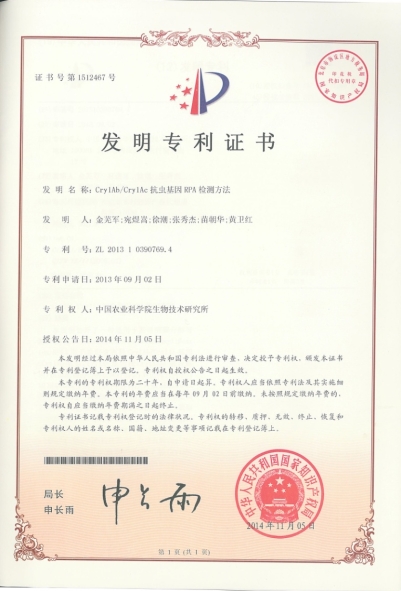 证书号第1512467号
发明专利证书
发明名称：Cry1Ab/Cry1Ac抗虫基因RPA检测方法
发明人：金芜军;宛煜嵩;徐潮;张秀杰;苗朝华;黄卫红
专利号：ZL 2013 1 0390769.4
专利申请日：2013年09月02日
专利权人：中国农业科学院生物技术研究所
授权公告日：2014年11月05日
本发明经过本局依照中华人民共和国专利法进行审查，决定授予专利权，颁发本证书
并在专利登记簿上予以登记。专利权自授权公告之日起生效。
本专利的专利权期限为二十年，自申请日起算。专利权人应当依照专利法及其实施细
则规定缴纳年费。本专利的年费应当在每年09月02日前缴纳。未按照规定缴纳年费的，
专利权自应当缴纳年费期满之日起终止。
专利证书记载专利权登记时的法律状况。专利权的转移、质押、无效、终止、恢复和
专利权人的姓名或名称、国籍、地址变更等事项记载在专利登记簿上。
局长
申长雨
申长雨
中华人民共和国国家知识产权局
2014年11月05日
第1页(共1页)